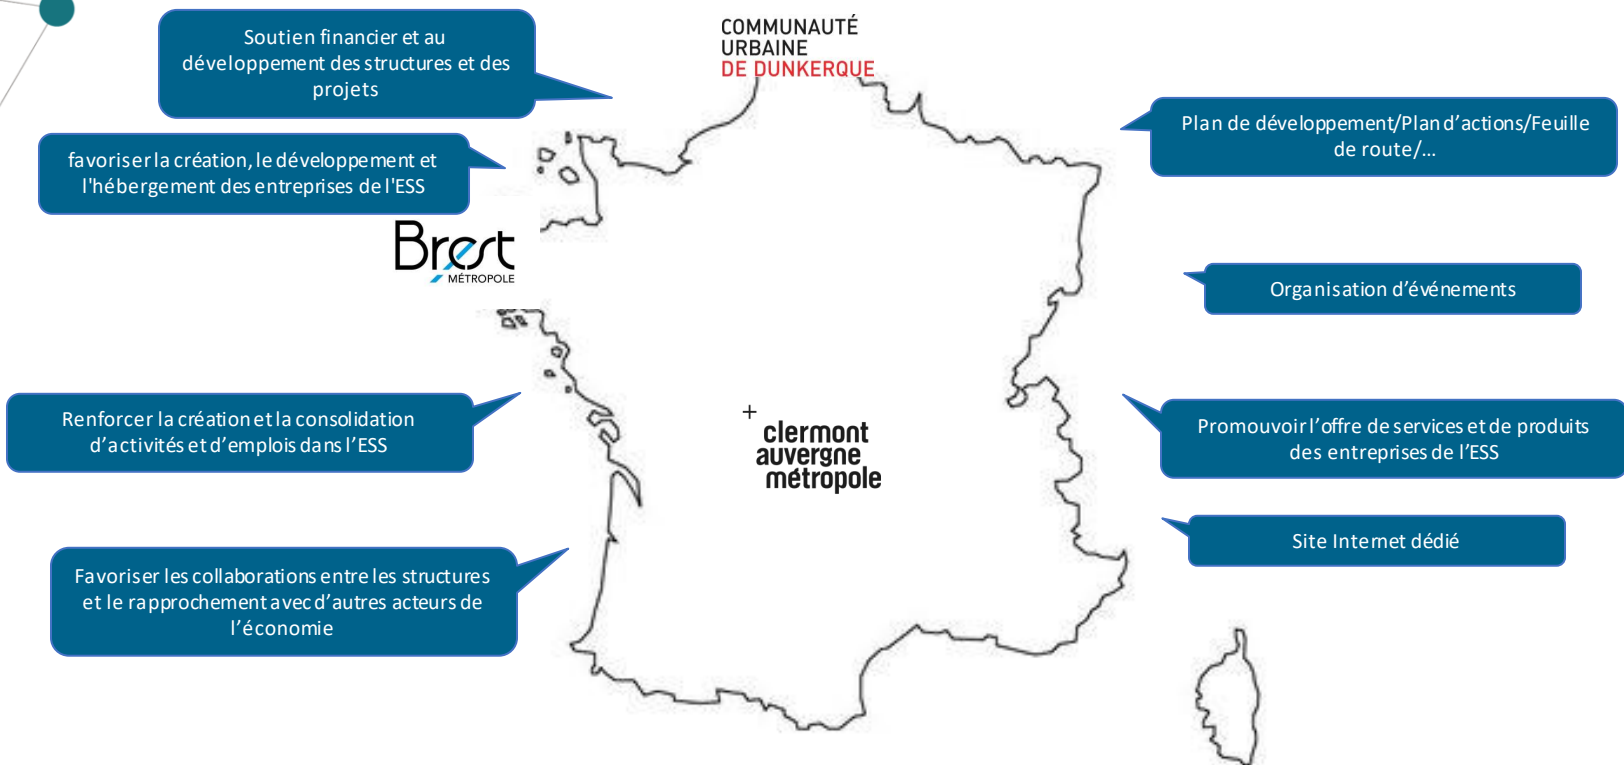 Soutien financier et au
développement des structures et des
projets
COMMUNAUTÉ
URBAINE
DE DUNKERQUE
Plan de développement/Plan d’actions/Feuille
de route/…
favoriser la création, le développement et
l'hébergement des entreprises de l'ESS
Brest
MÉTROPOLE
Organisation d’événements
Renforcer la création et la consolidation
d’activités et d’emplois dans l’ESS
+
clermont
auvergne
métropole
Promouvoir l’offre de services et de produits
des entreprises de l’ESS
Site Internet dédié
Favoriser les collaborations entre les structures
et le rapprochement avec d’autres acteurs de
l’économie